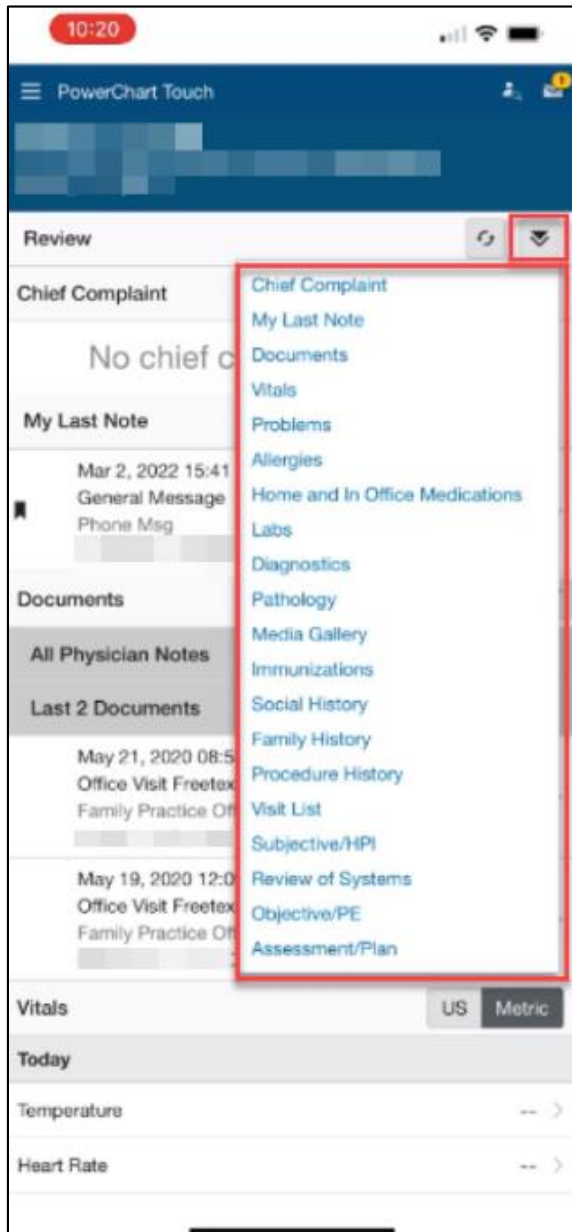 10:20
PowerChart Touch
1
Review
Chief Complaint
No chief c
My Last Note
Mar 2, 2022 15:41
General Message
Phone Msg
Documents
All Physician Notes
Last 2 Documents
May 21, 2020 08:5
Office Visit Freetex
Family Practice Off
May 19, 2020 12:0
Office Visit Freetex
Family Practice Off
Chief Complaint
My Last Note
Documents
Vitals
Problems
Allergies
Home and In Office Medications
Labs
Diagnostics
Pathology
Media Gallery
Immunizations
Social History
Family History
Procedure History
Visit List
Subjective/HPI
Review of Systems
Objective/PE
Assessment/Plan
Vitals US Metric
Today
Temperature --
Heart Rate --